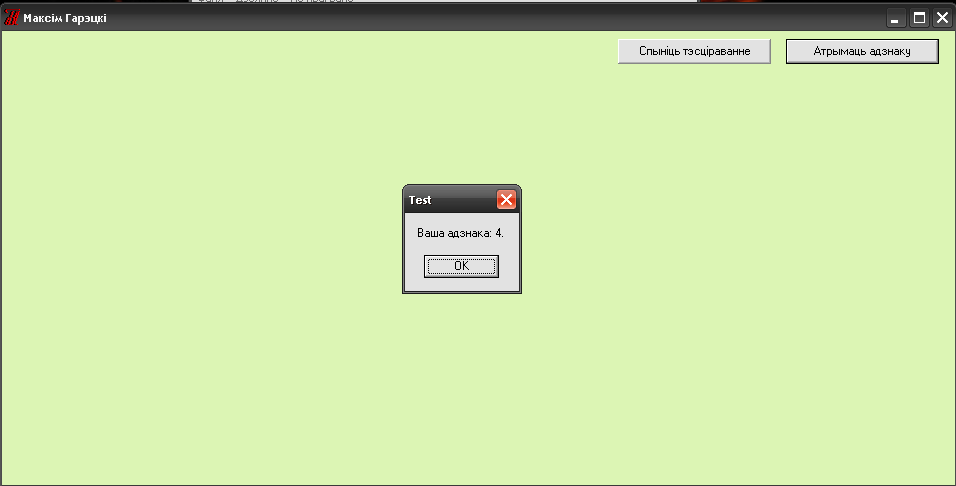 Максім Гарэцкі
Спыніць тэсціраванне
Атрымаць адзнаку
Test
Ваша адзнака: 4.
OK